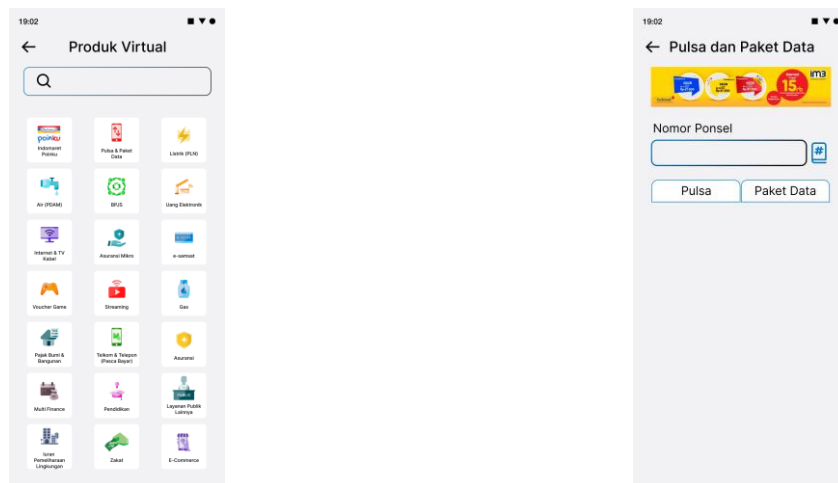 19:02
Produk Virtual
poinku
Indomaret
Poinku
Pulsa & Paket
Data
Listrik (PLN)
Air (PDAM)
BPJS
Uang Elektronik
Internet & TV
Kabel
Asuransi Mikro
e-samsat
Voucher Game
Streaming
Gas
Pajak Bumi &
Bangunan
Telkom & Telepon
(Pasca Bayar)
Asuransi
Multi Finance
Pendidikan
Layanan Publik
Lainnya
Iuran
Pemeliharaan
Lingkungan
Zakat
E-Commerce
19:02
Pulsa dan Paket Data
im3
15
Nomor Ponsel
#
Pulsa
Paket Data